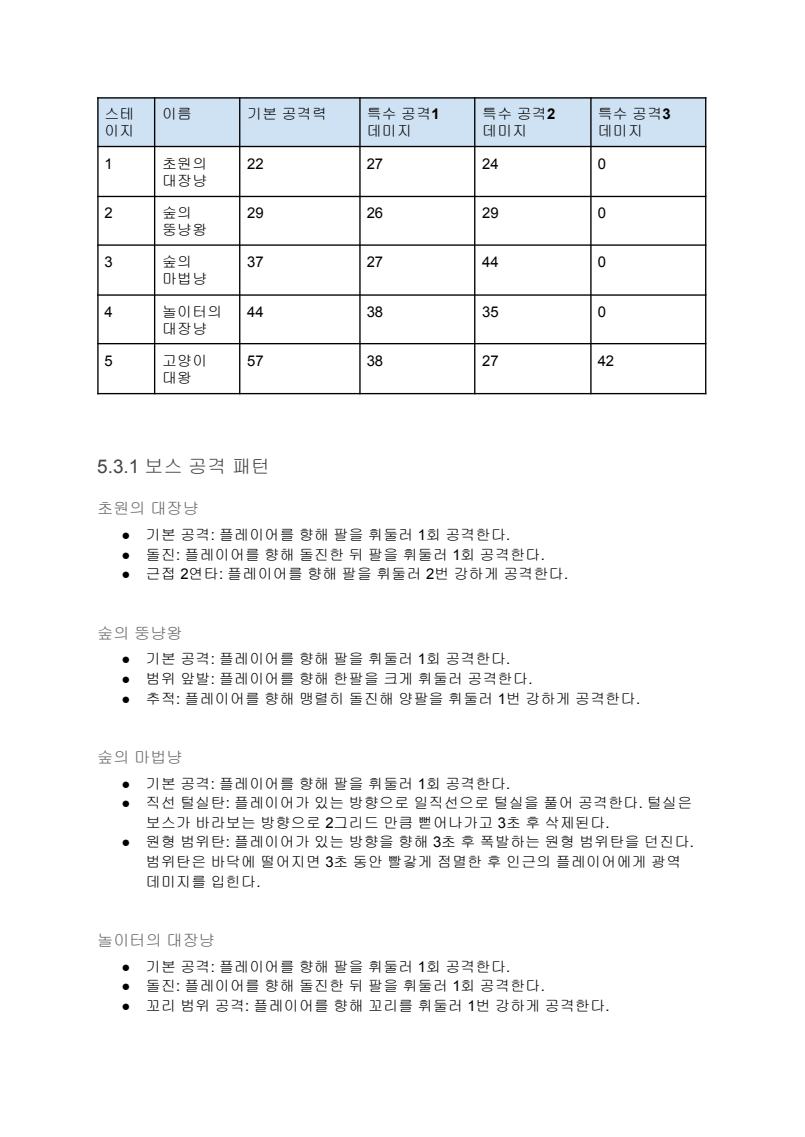 스테 이름 기본 공격력 특수 공격1 특수 공격2 특수 공격3
이지 데미지 데미지 데미지
1 초원의 22 27 24 0
대장냥
2 숲의 29 26 29 0
뚱냥왕
3 숲의 37 27 44 0
마법냥
4 놀이터의 44 38 35 0
대장냥
5 고양이 57 38 27 42
대왕
5.3.1 보스 공격 패턴
초원의 대장냥
● 기본 공격: 플레이어를 향해 팔을 휘둘러 1회 공격한다.
● 돌진: 플레이어를 향해 돌진한 뒤 팔을 휘둘러 1회 공격한다.
● 근접 2연타: 플레이어를 향해 팔을 휘둘러 2번 강하게 공격한다.
숲의 뚱냥왕
● 기본 공격: 플레이어를 향해 팔을 휘둘러 1회 공격한다.
● 범위 앞발: 플레이어를 향해 한팔을 크게 휘둘러 공격한다.
● 추적: 플레이어를 향해 맹렬히 돌진해 양팔을 휘둘러 1번 강하게 공격한다.
숲의 마법냥
● 기본 공격: 플레이어를 향해 팔을 휘둘러 1회 공격한다.
● 직선 털실탄: 플레이어가 있는 방향으로 일직선으로 털실을 풀어 공격한다. 털실은
보스가 바라보는 방향으로 2그리드 만큼 뻗어나가고 3초 후 삭제된다.
● 원형 범위탄: 플레이어가 있는 방향을 향해 3초 후 폭발하는 원형 범위탄을 던진다.
범위탄은 바닥에 떨어지면 3초 동안 빨갛게 점멸한 후 인근의 플레이어에게 광역
데미지를 입힌다.
놀이터의 대장냥
● 기본 공격: 플레이어를 향해 팔을 휘둘러 1회 공격한다.
● 돌진: 플레이어를 향해 돌진한 뒤 팔을 휘둘러 1회 공격한다.
● 꼬리 범위 공격: 플레이어를 향해 꼬리를 휘둘러 1번 강하게 공격한다.